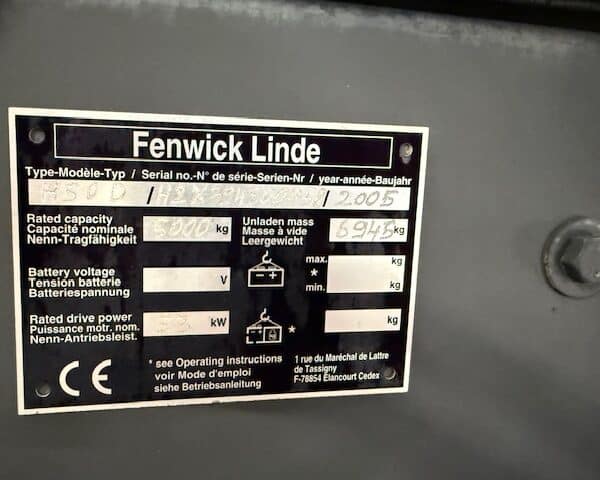 Fenwick Linde
Type-Modèle-Typ / Serial no.-N° de série-Serien-Nr / year-année-Baujahr
H50D / / 2005
Rated capacity
Capacité nominale
Nenn-Tragfähigkeit
5000 kg
Unladen mass
Masse à vide
Leergewicht
6945 kg
Battery voltage
Tension batterie
Batteriespannung
V
- +
max. kg
*
min. kg
Rated drive power
Puissance motr. nom.
Nenn-Antriebsleist.
kW
*
kg
* see Operating instructions
voir Mode d'emploi
siehe Betriebsanleitung
1 rue du Maréchal de Lattre
de Tassigny
F-78854 Élancourt Cedex
CE